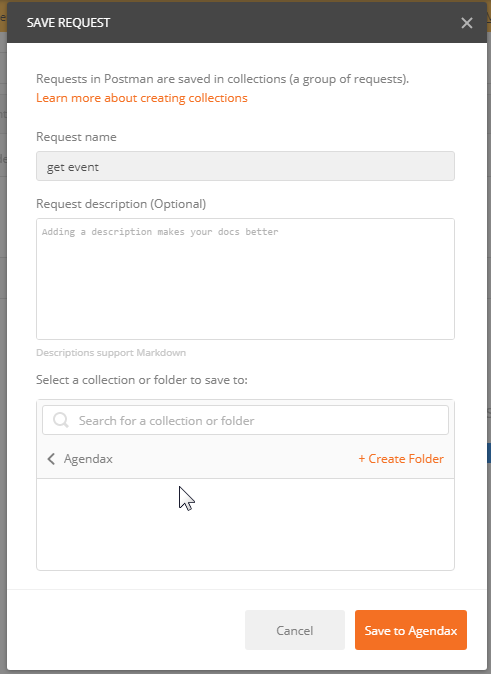 SAVE REQUEST
Requests in Postman are saved in collections (a group of requests).
Learn more about creating collections
Request name
get event
Request description (Optional)
Adding a description makes your docs better
Descriptions support Markdown
Select a collection or folder to save to:
Search for a collection or folder
Agendax
+ Create Folder
Cancel
Save to Agendax